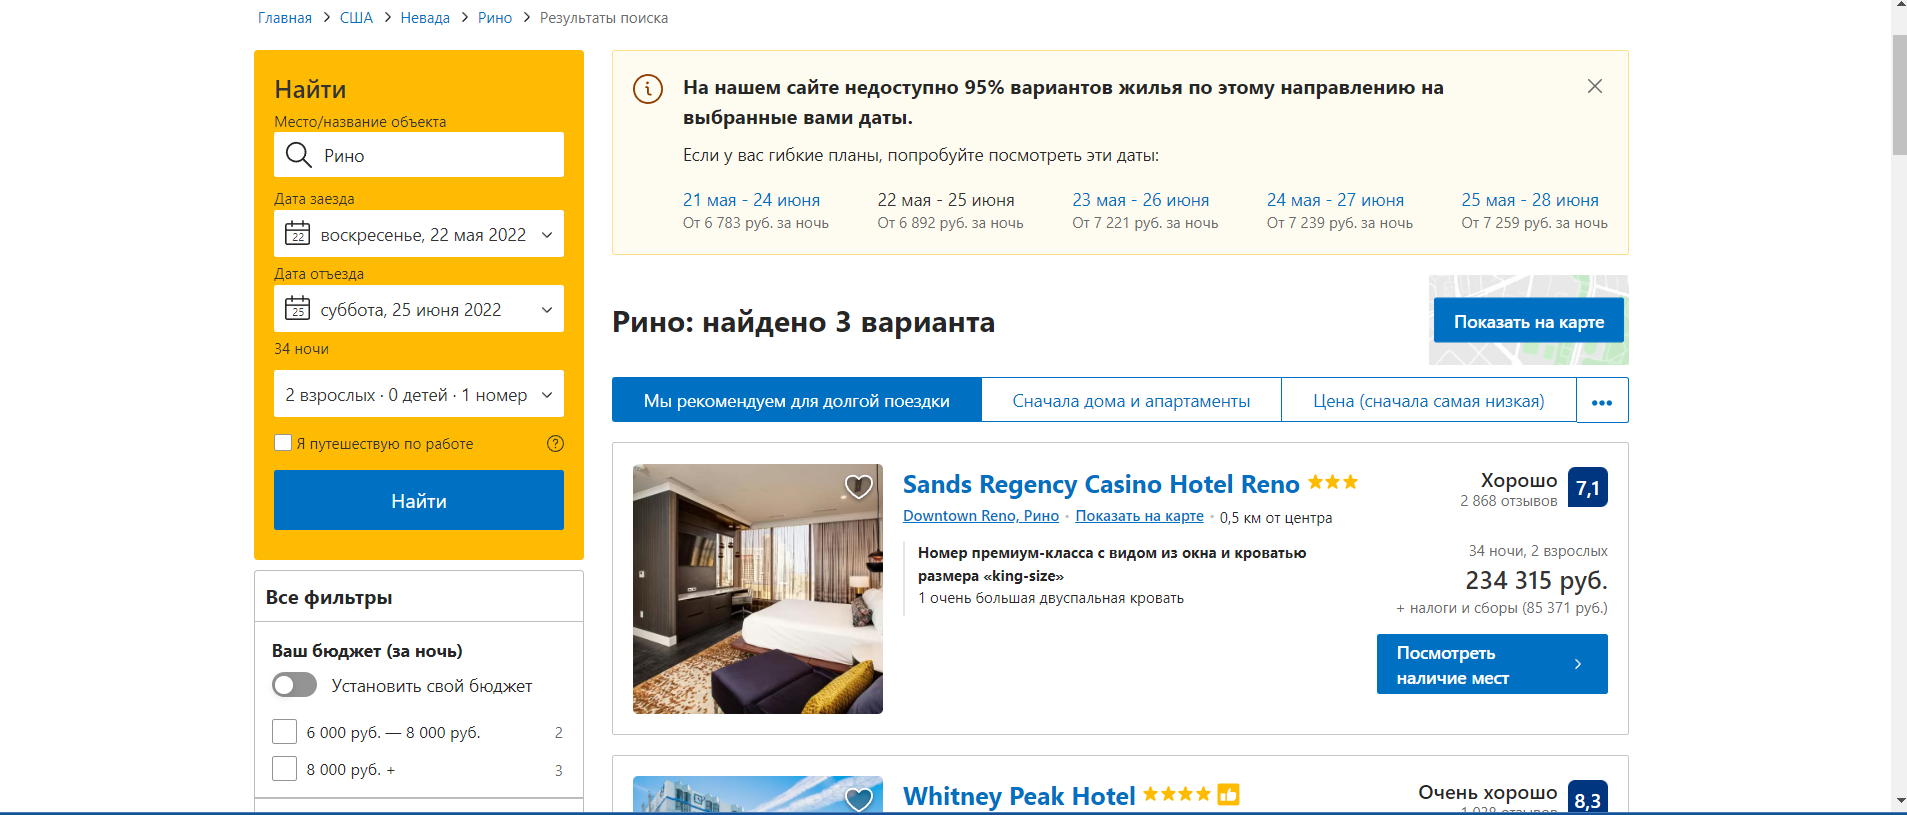 Главная > США > Невада > Рино > Результаты поиска
Найти
Место/название объекта
Рино
Дата заезда
22
воскресенье, 22 мая 2022
Дата отъезда
25
суббота, 25 июня 2022
34 ночи
2 взрослых · 0 детей · 1 номер
Я путешествую по работе
Найти
Все фильтры
Ваш бюджет (за ночь)
Установить свой бюджет
6 000 руб. — 8 000 руб. 2
8 000 руб. + 3
На нашем сайте недоступно 95% вариантов жилья по этому направлению на
выбранные вами даты.
Если у вас гибкие планы, попробуйте посмотреть эти даты:
21 мая - 24 июня 22 мая - 25 июня 23 мая - 26 июня 24 мая - 27 июня 25 мая - 28 июня
От 6 783 руб. за ночь От 6 892 руб. за ночь От 7 221 руб. за ночь От 7 239 руб. за ночь От 7 259 руб. за ночь
Рино: найдено 3 варианта
Показать на карте
Мы рекомендуем для долгой поездки Сначала дома и апартаменты Цена (сначала самая низкая) •••
Sands Regency Casino Hotel Reno
Downtown Reno, Рино • Показать на карте • 0,5 км от центра
Номер премиум-класса с видом из окна и кроватью
размера «king-size»
1 очень большая двуспальная кровать
Хорошо 7,1
2 868 отзывов
34 ночи, 2 взрослых
234 315 руб.
+ налоги и сборы (85 371 руб.)
Посмотреть
наличие мест
Whitney Peak Hotel
Очень хорошо 8,3